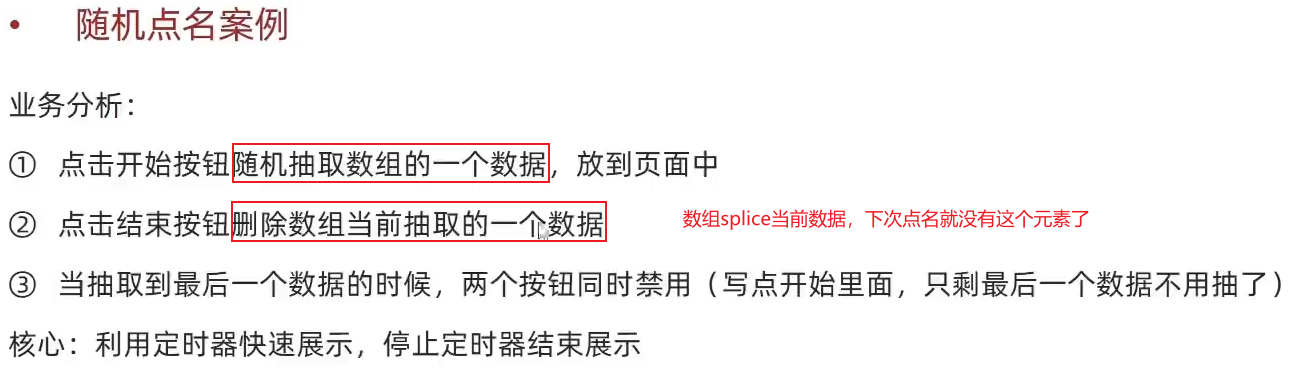 • 随机点名案例
业务分析：
① 点击开始按钮随机抽取数组的一个数据，放到页面中
② 点击结束按钮删除数组当前抽取的一个数据 数组splice当前数据，下次点名就没有这个元素了
③ 当抽取到最后一个数据的时候，两个按钮同时禁用（写点开始里面，只剩最后一个数据不用抽了）
核心：利用定时器快速展示，停止定时器结束展示